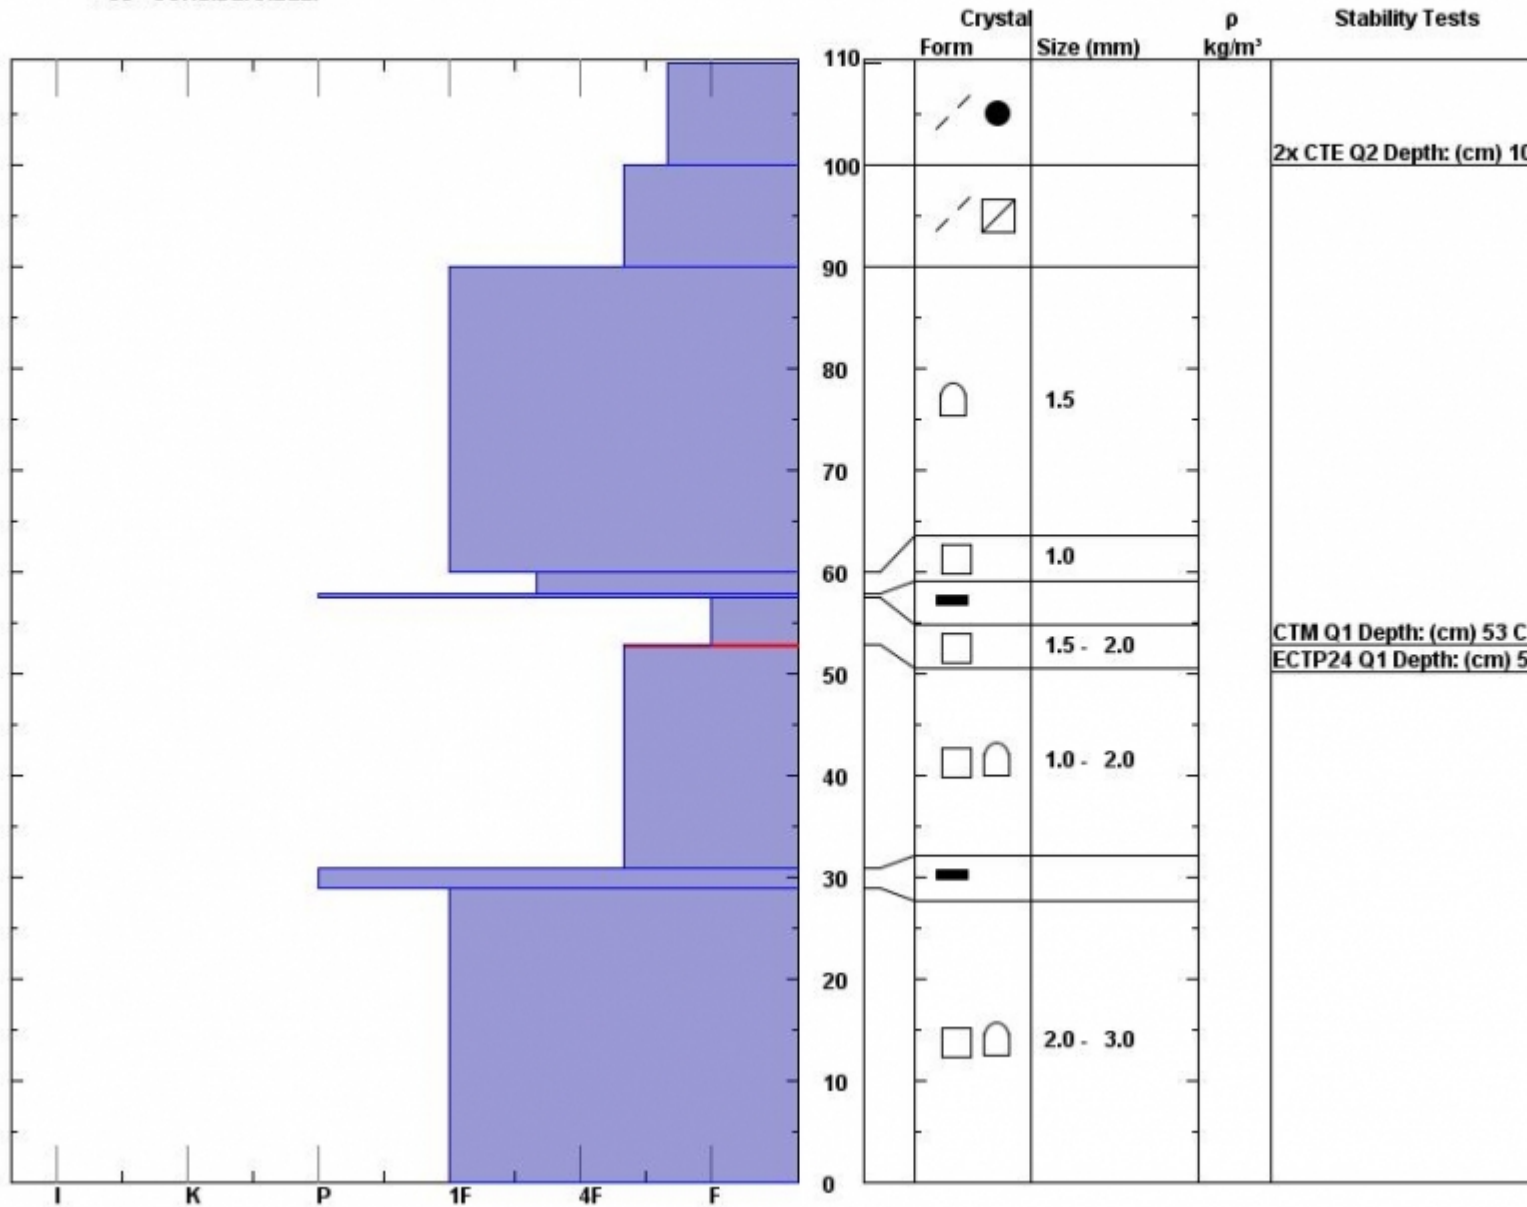 Crystal ρ Stability Tests
Form Size (mm) kg/m³
110
2x CTE Q2 Depth: (cm) 10
100
90
80
1.5
70
1.0
60
CTM Q1 Depth: (cm) 53 C
1.5 - 2.0
ECTP24 Q1 Depth: (cm) 5
50
1.0 - 2.0
40
30
20
2.0 - 3.0
10
0
I K P 1F 4F F